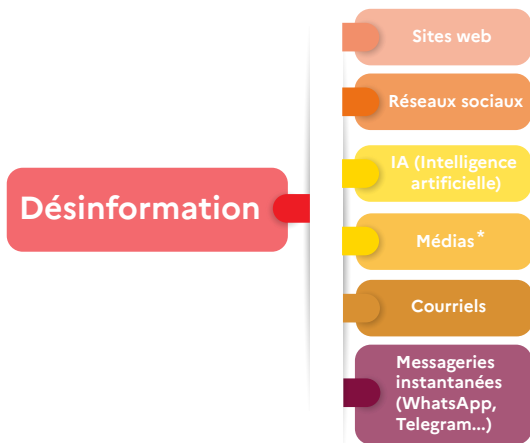 Sites web
Réseaux sociaux
IA (Intelligence
artificielle)
Désinformation
Médias*
Courriels
Messageries
instantanées
(WhatsApp,
Telegram...)